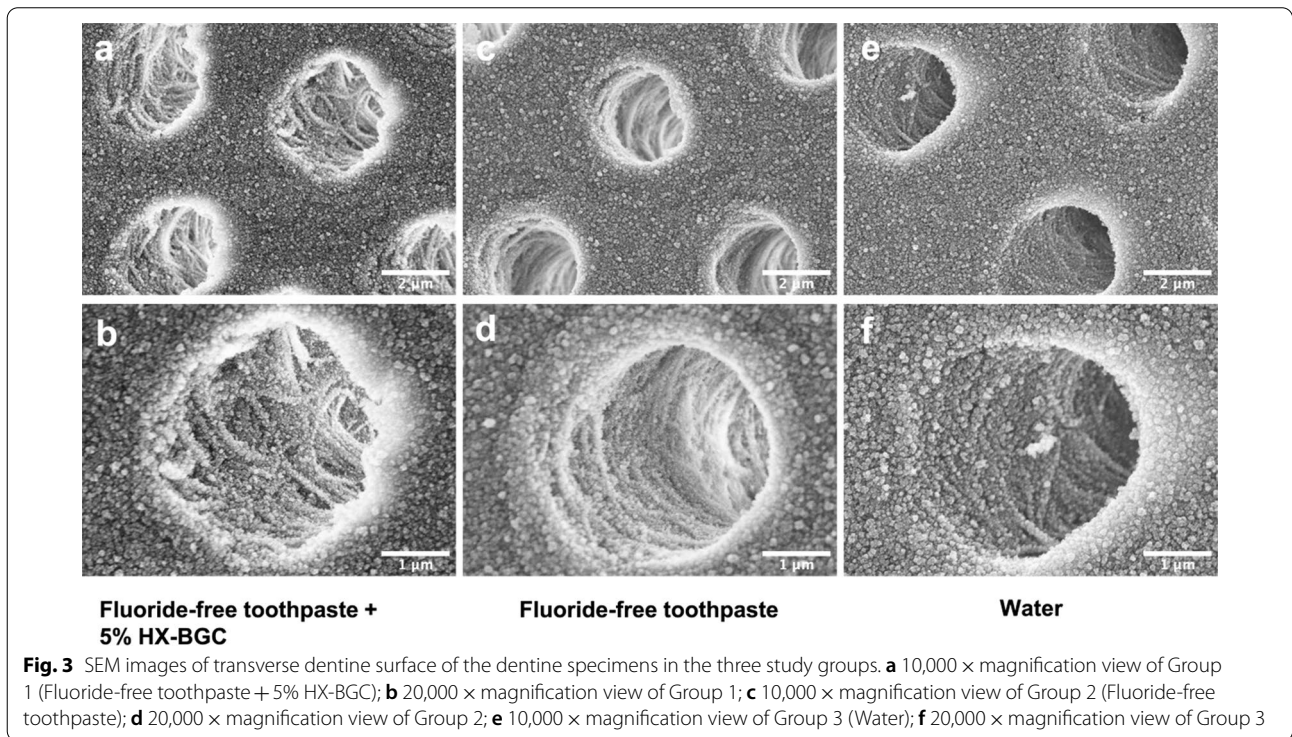 a
c
e
2 μm
2 μm
2 μm
b
d
f
1 μm
1 μm
1 μm
Fluoride-free toothpaste +
5% HX-BGC
Fluoride-free toothpaste
Water
Fig. 3 SEM images of transverse dentine surface of the dentine specimens in the three study groups. a 10,000 × magnification view of Group
1 (Fluoride-free toothpaste + 5% HX-BGC); b 20,000 × magnification view of Group 1; c 10,000 × magnification view of Group 2 (Fluoride-free
toothpaste); d 20,000 × magnification view of Group 2; e 10,000 × magnification view of Group 3 (Water); f 20,000 × magnification view of Group 3